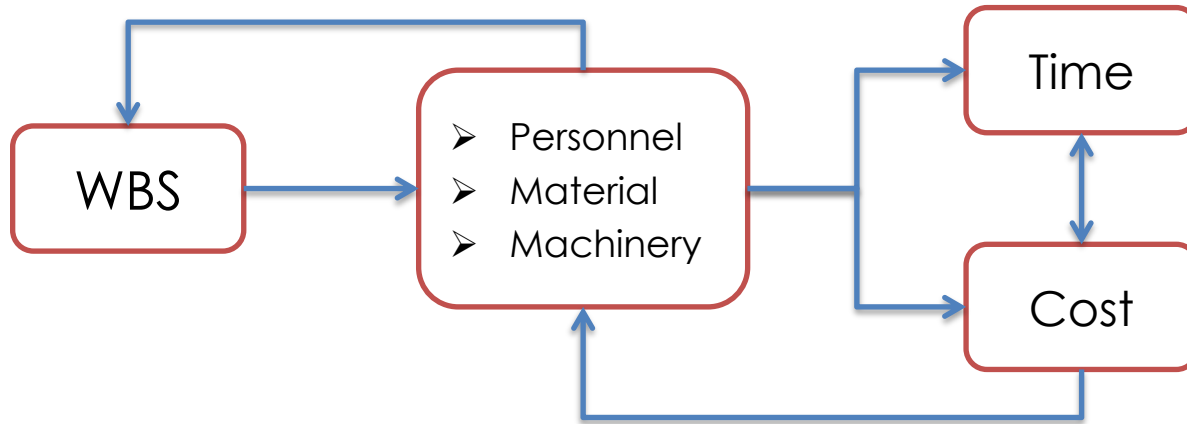 WBS
➢ Personnel
➢ Material
➢ Machinery
Time
Cost